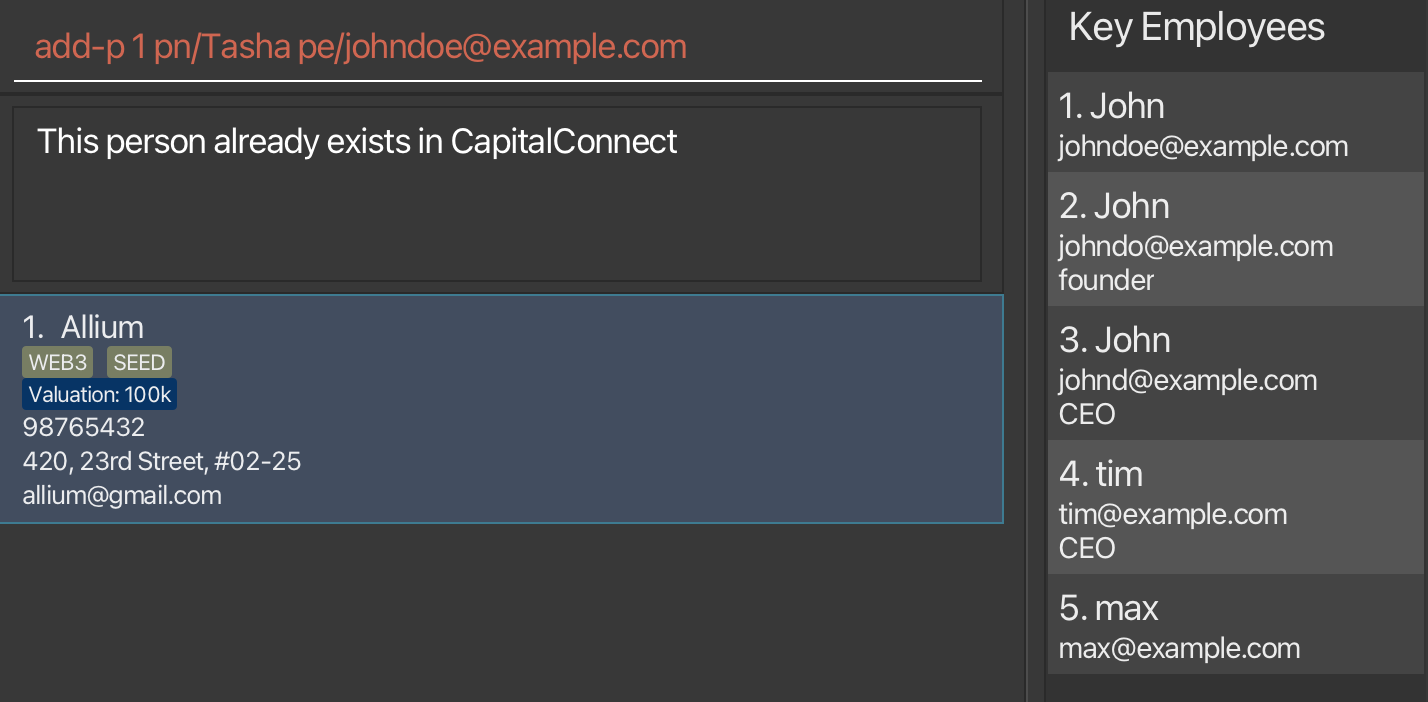 add-p 1 pn/Tasha pe/johndoe@example.com
This person already exists in CapitalConnect
1. Allium
WEB3 SEED
Valuation: 100k
98765432
420, 23rd Street, #02-25
allium@gmail.com
Key Employees
1. John
johndoe@example.com
2. John
johndo@example.com
founder
3. John
johnd@example.com
CEO
4. tim
tim@example.com
CEO
5. max
max@example.com